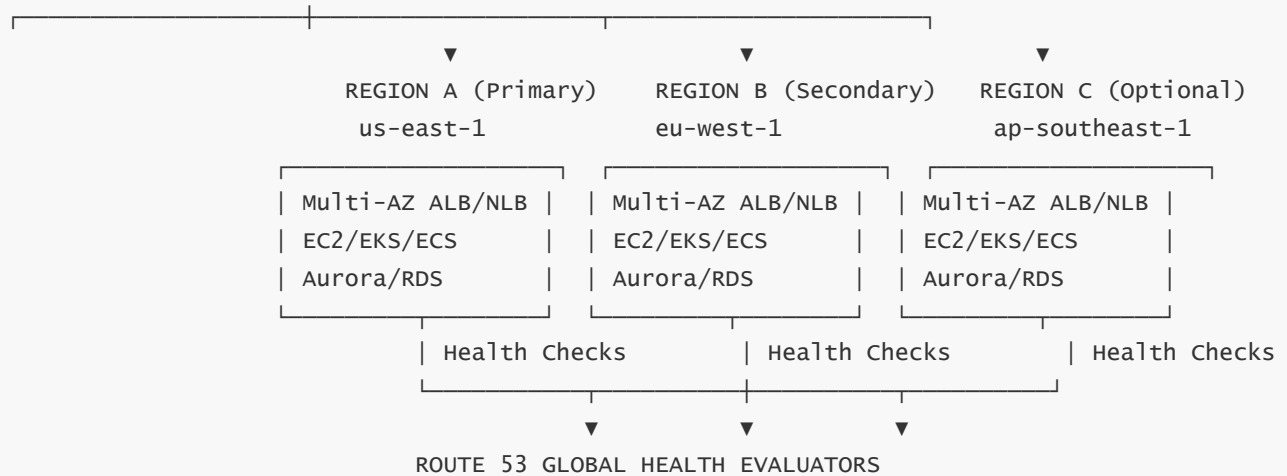 REGION A (Primary) REGION B (Secondary) REGION C (Optional)
us-east-1 eu-west-1 ap-southeast-1
Multi-AZ ALB/NLB Multi-AZ ALB/NLB Multi-AZ ALB/NLB
EC2/EKS/ECS EC2/EKS/ECS EC2/EKS/ECS
Aurora/RDS Aurora/RDS Aurora/RDS
Health Checks Health Checks Health Checks
ROUTE 53 GLOBAL HEALTH EVALUATORS